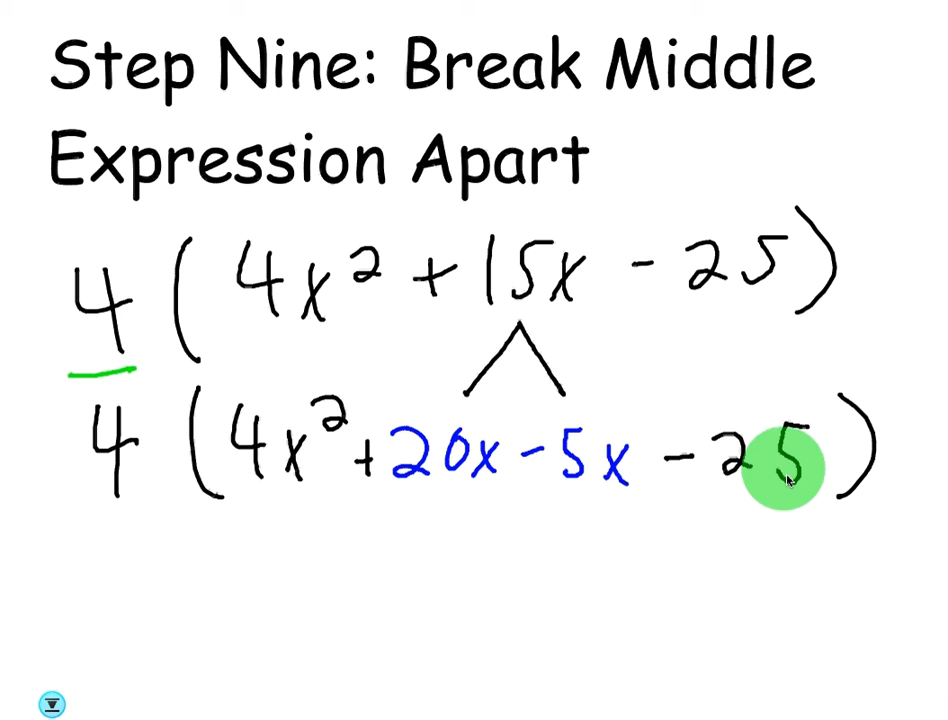 Step Nine: Break Middle
Expression Apart
4 ( 4x² + 15x - 25 )
4 ( 4x² + 20x - 5x - 25 )